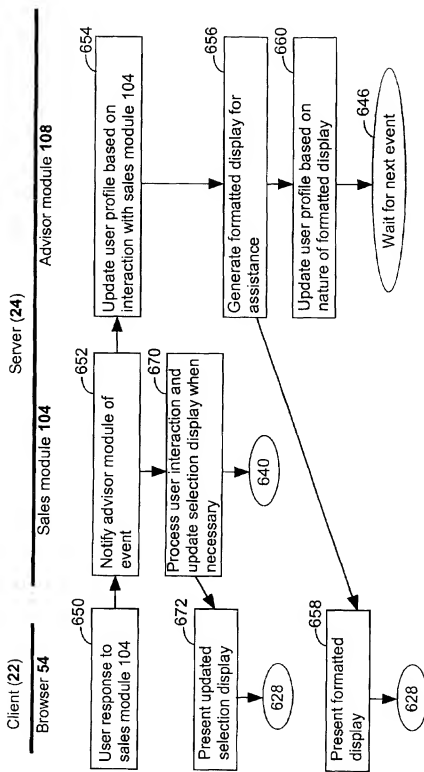 Client (22)
Server (24)
Browser 54
Sales module 104
Advisor module 108
650
User response to
sales module 104
652
Notify advisor module of
event
654
Update user profile based on
interaction with sales module 104
672
Present updated
selection display
670
Process user interaction and
update selection display when
necessary
628
640
656
Generate formatted display for
assistance
658
Present formatted
display
660
Update user profile based on
nature of formatted display
628
646
Wait for next event